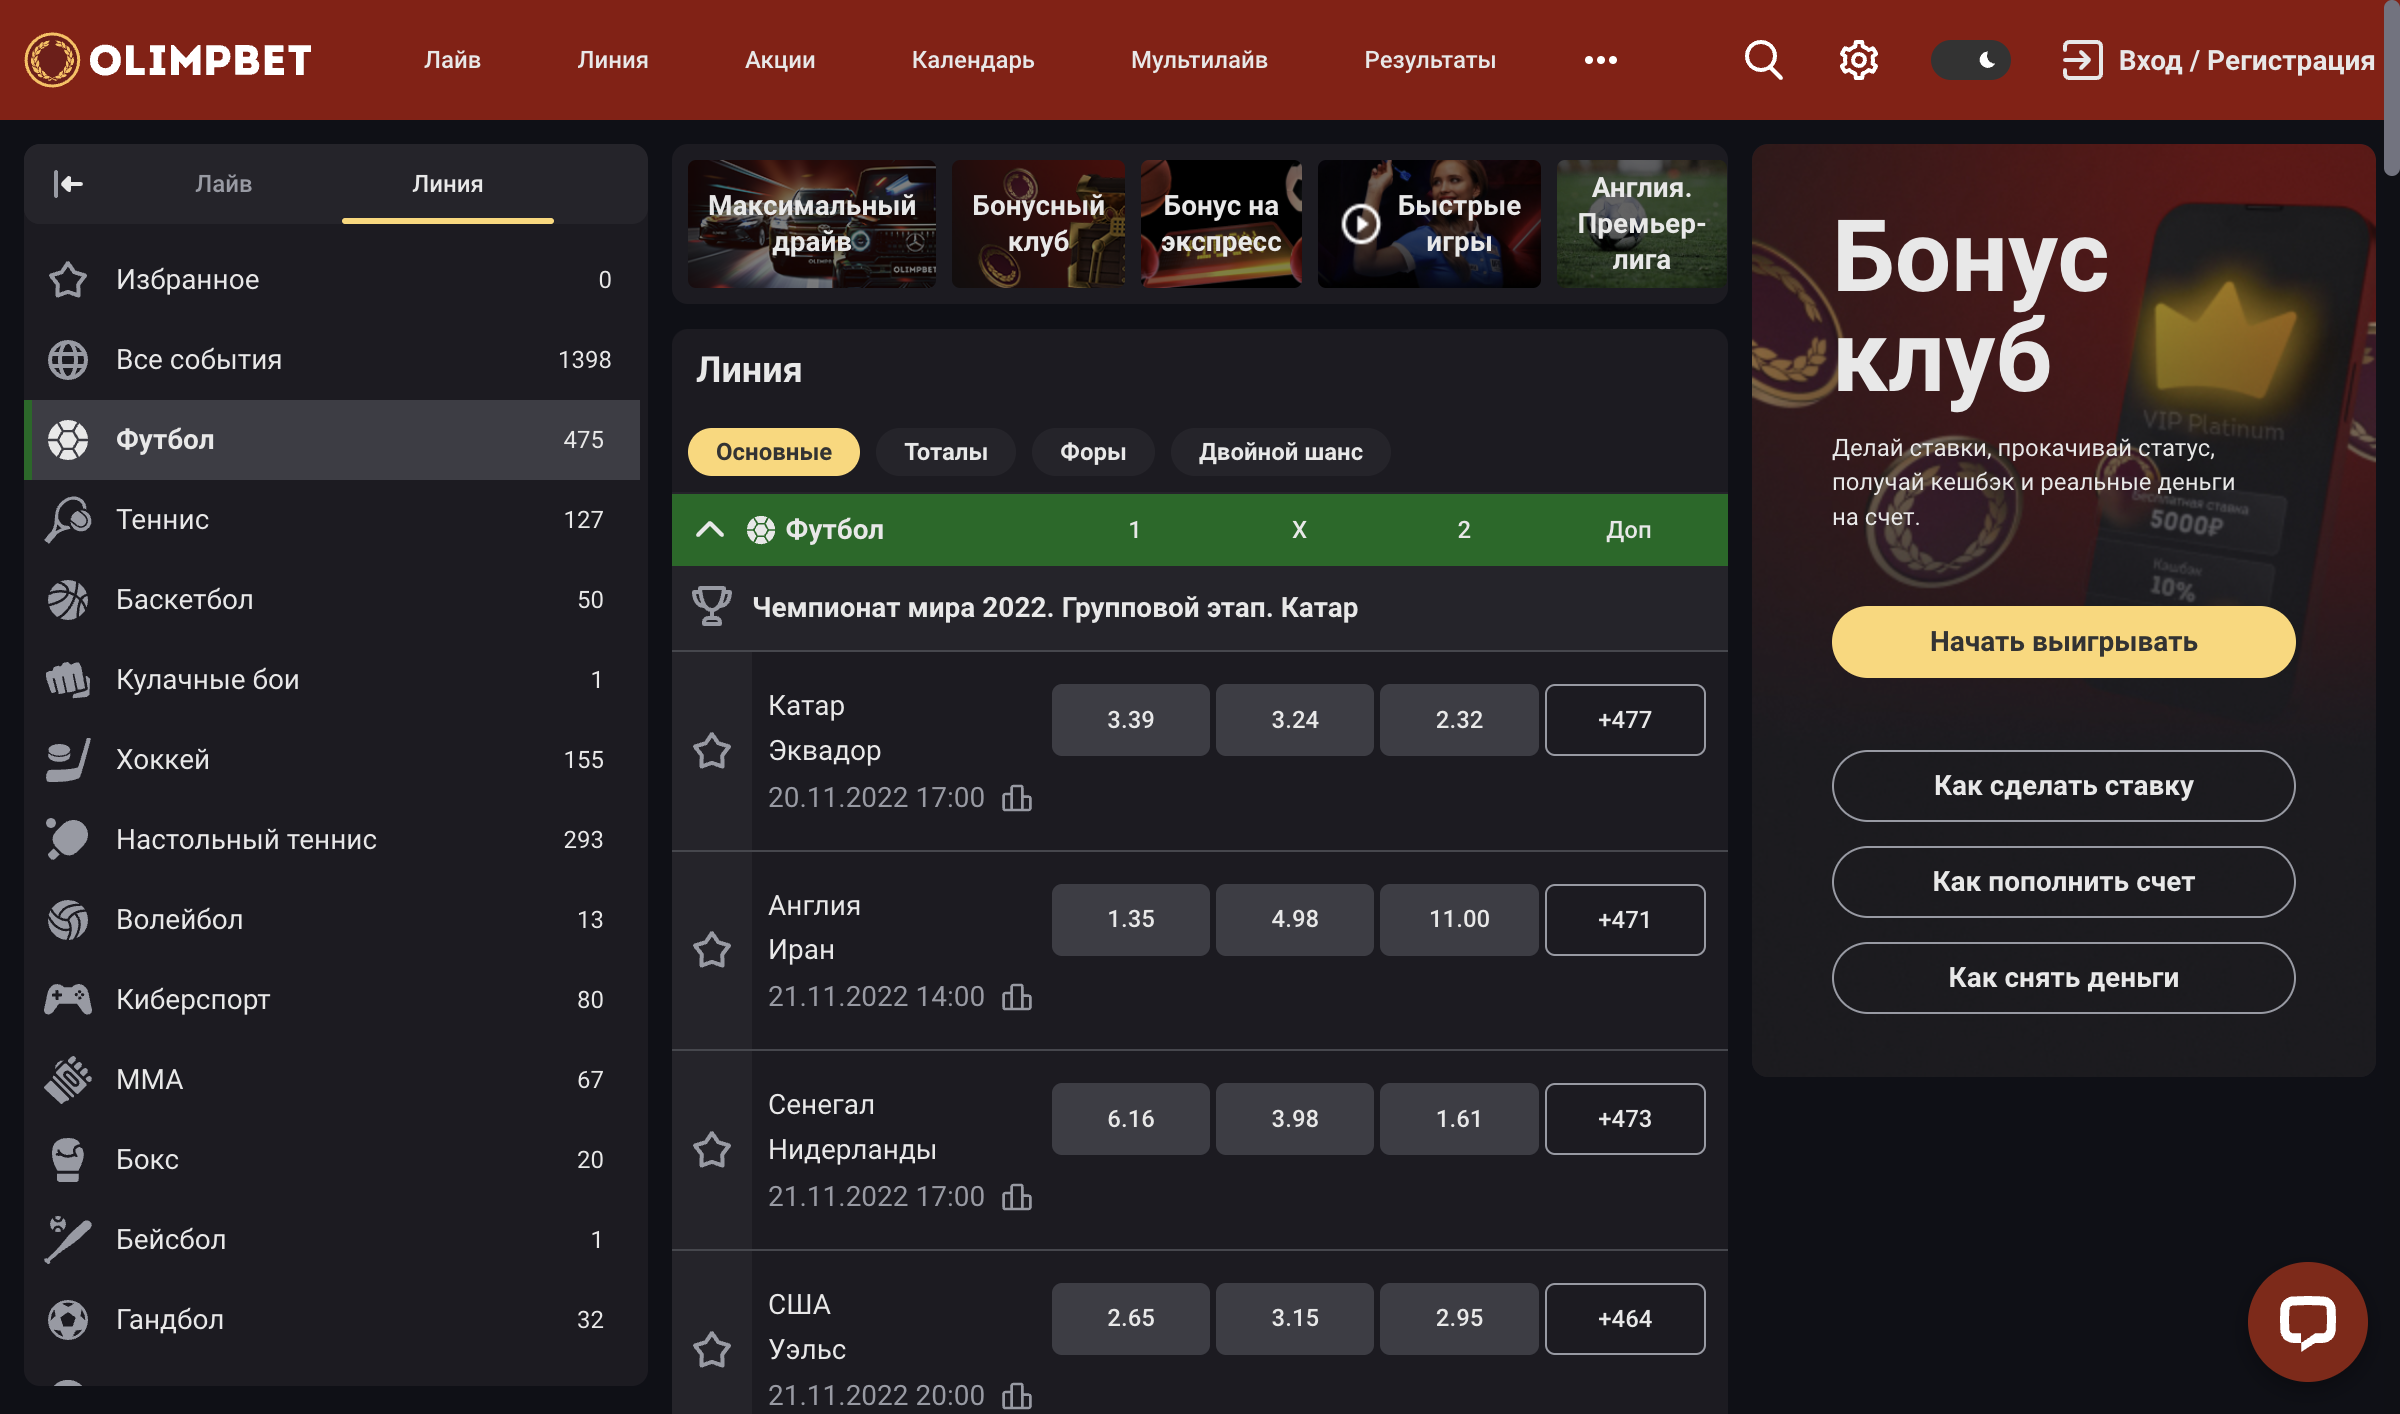 OLIMPBET
Лайв
Линия
Акции
Календарь
Мультилайв
Результаты
Вход / Регистрация
Лайв
Линия
Избранное
0
Все события
1398
Футбол
475
Теннис
127
Баскетбол
50
Кулачные бои
1
Хоккей
155
Настольный теннис
293
Волейбол
13
Киберспорт
80
ММА
67
Бокс
20
Бейсбол
1
Гандбол
32
Максимальный
драйв
Бонусный
клуб
Бонус на
экспресс
Быстрые
игры
Англия.
Премьер-
лига
Линия
Основные
Тоталы
Форы
Двойной шанс
Футбол
1
X
2
Доп
Чемпионат мира 2022. Групповой этап. Катар
Катар
Эквадор
20.11.2022 17:00
3.39
3.24
2.32
+477
Англия
Иран
21.11.2022 14:00
1.35
4.98
11.00
+471
Сенегал
Нидерланды
21.11.2022 17:00
6.16
3.98
1.61
+473
США
Уэльс
21.11.2022 20:00
2.65
3.15
2.95
+464
Бонус
клуб
VIP Platinum
Делай ставки, прокачивай статус,
получай кешбэк и реальные деньги
на счет.
Бесплатная ставка
5000₽
Кэшбэк
10%
Начать выигрывать
Как сделать ставку
Как пополнить счет
Как снять деньги